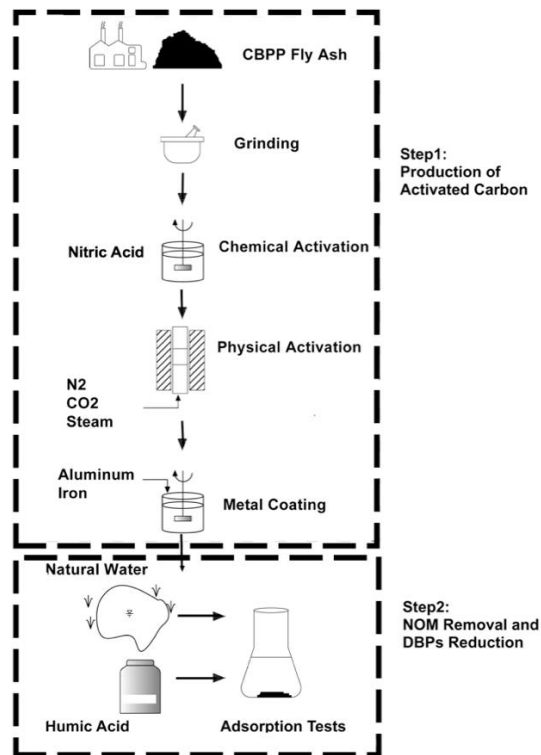 CBPP Fly Ash
Grinding
Step1:
Production of
Activated Carbon
Nitric Acid
Chemical Activation
Physical Activation
N2
CO2
Steam
Aluminum
Iron
Metal Coating
Natural Water
Step2:
NOM Removal and
DBPs Reduction
Humic Acid
Adsorption Tests